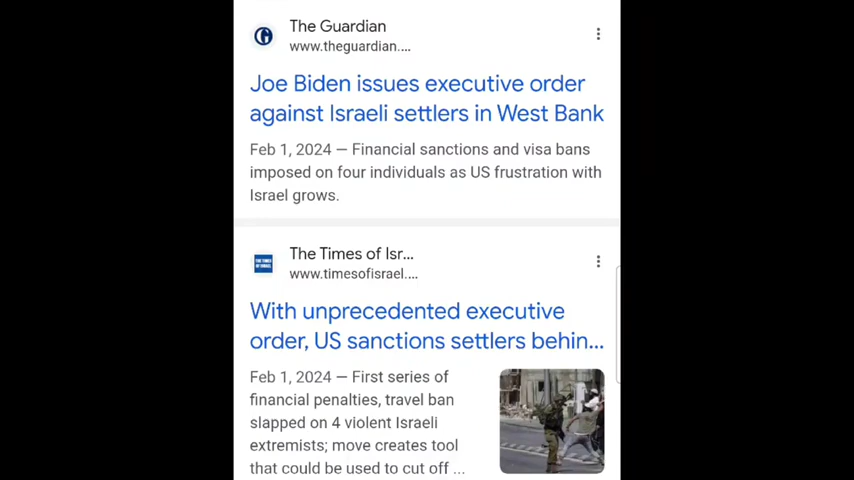 The Guardian
www.theguardian....
Joe Biden issues executive order
against Israeli settlers in West Bank
Feb 1, 2024 — Financial sanctions and visa bans
imposed on four individuals as US frustration with
Israel grows.
The Times of Isr...
www.timesofisrael....
With unprecedented executive
order, US sanctions settlers behin...
Feb 1, 2024 — First series of
financial penalties, travel ban
slapped on 4 violent Israeli
extremists; move creates tool
that could be used to cut off ...